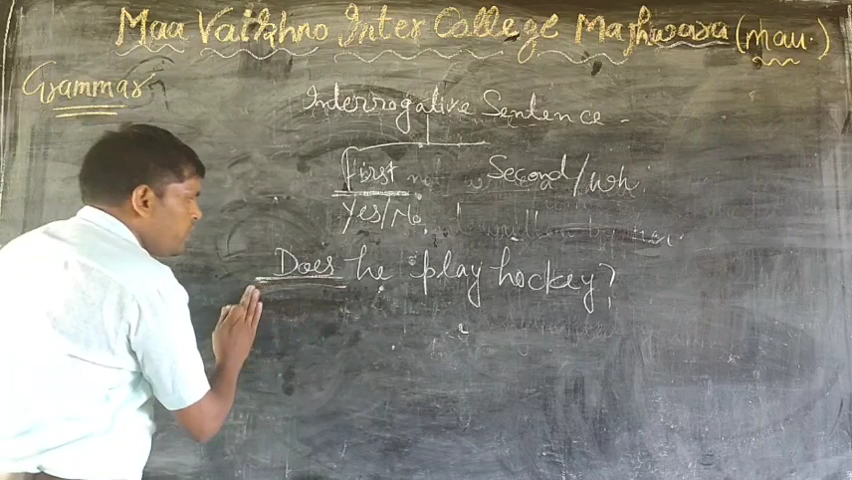 Maa Vaishno Inter College Majhwara (mau.)
Grammar
Interrogative Sentence -
First Second/wh
Yes/No
Does he play hockey?